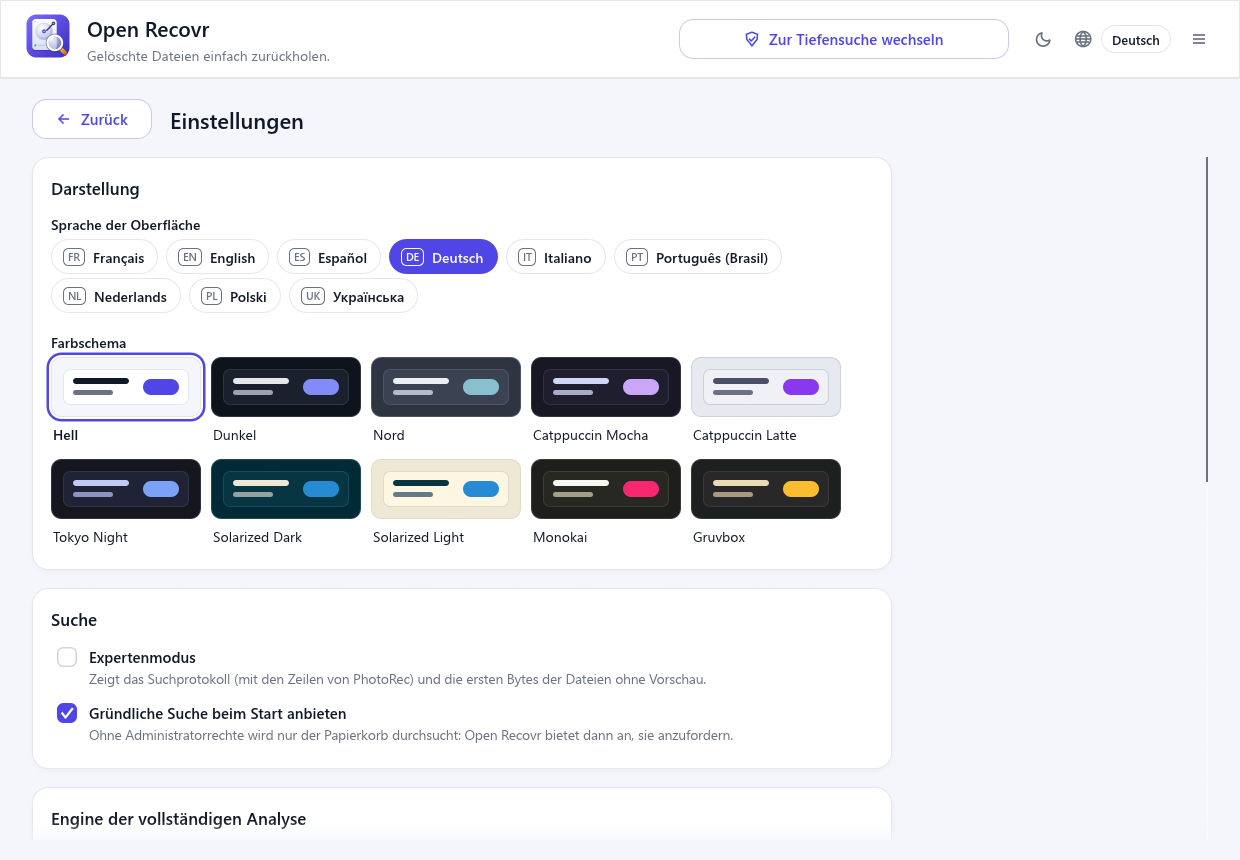 Open Recovr
Gelöschte Dateien einfach zurückholen.
Zur Tiefensuche wechseln
Deutsch
Zurück
Einstellungen
Darstellung
Sprache der Oberfläche
FR Français
EN English
ES Español
DE Deutsch
IT Italiano
PT Português (Brasil)
NL Nederlands
PL Polski
UK Українська
Farbschema
Hell
Dunkel
Nord
Catppuccin Mocha
Catppuccin Latte
Tokyo Night
Solarized Dark
Solarized Light
Monokai
Gruvbox
Suche
Expertenmodus
Zeigt das Suchprotokoll (mit den Zeilen von PhotoRec) und die ersten Bytes der Dateien ohne Vorschau.
Gründliche Suche beim Start anbieten
Ohne Administratorrechte wird nur der Papierkorb durchsucht: Open Recovr bietet dann an, sie anzufordern.
Engine der vollständigen Analyse